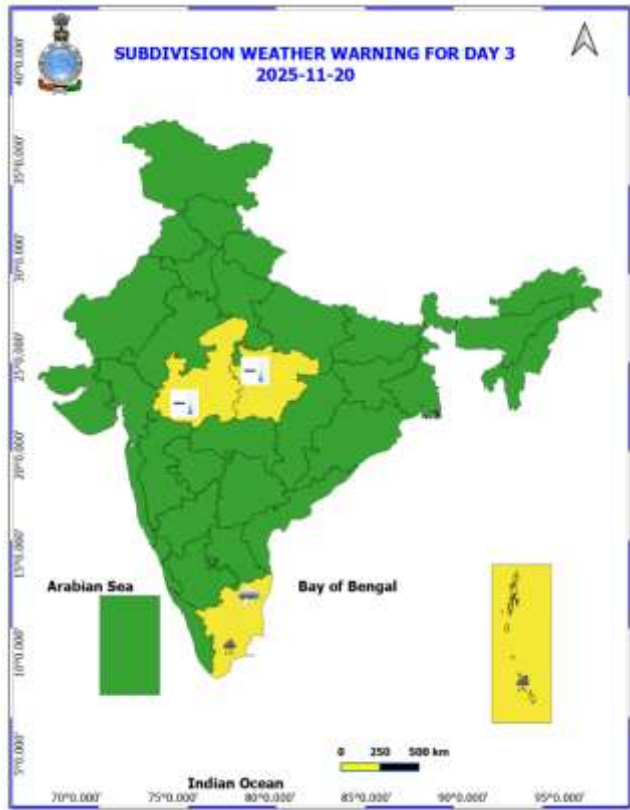 SUBDIVISION WEATHER WARNING FOR DAY 3
2025-11-20
40°0.000'
35°0.000'
30°0.000'
25°0.000'
20°0.000'
15°0.000'
10°0.000'
5°0.000'
Arabian Sea
Bay of Bengal
0 250 500 km
70°0.000' 75°0.000' 80°0.000' 85°0.000' 90°0.000' 95°0.000'
Indian Ocean